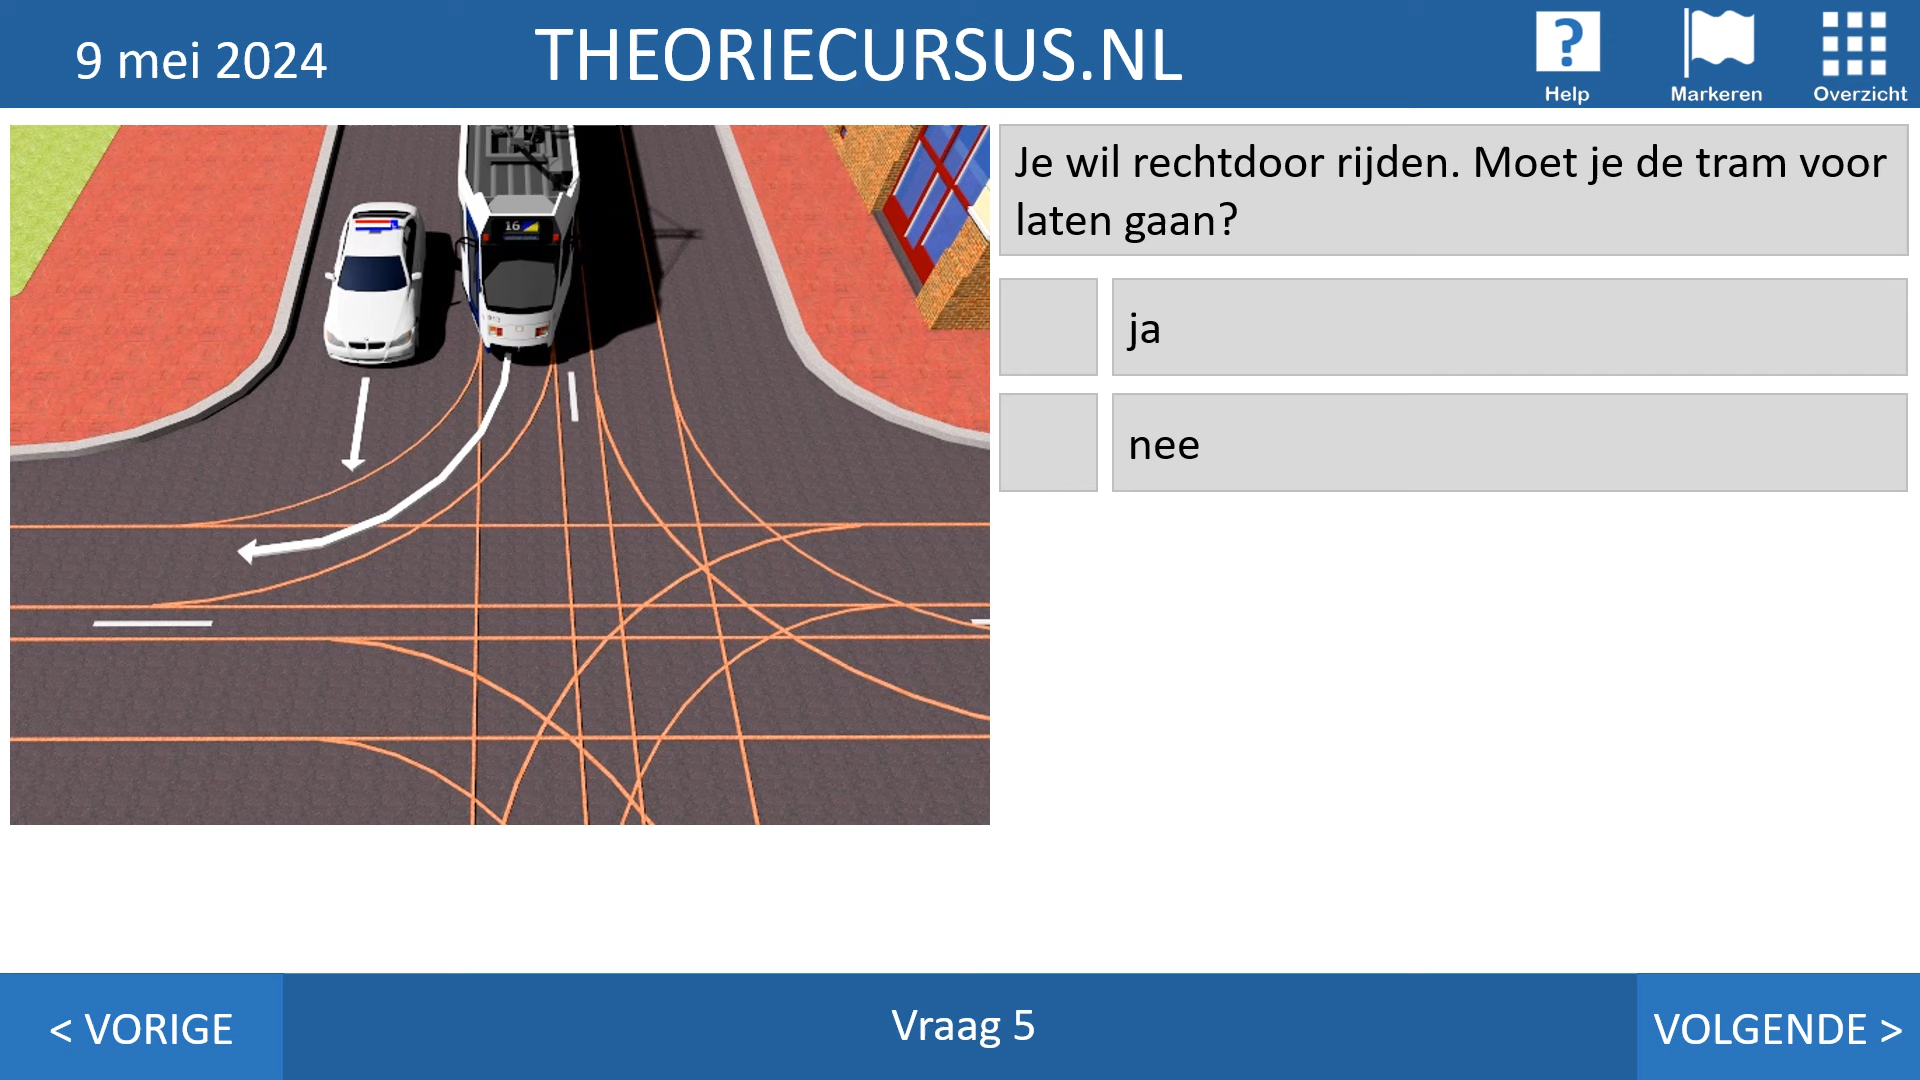 9 mei 2024
THEORIECURSUS.NL
?
Help
Markeren
Overzicht
16
Je wil rechtdoor rijden. Moet je de tram voor
laten gaan?
ja
nee
< VORIGE
Vraag 5
VOLGENDE >